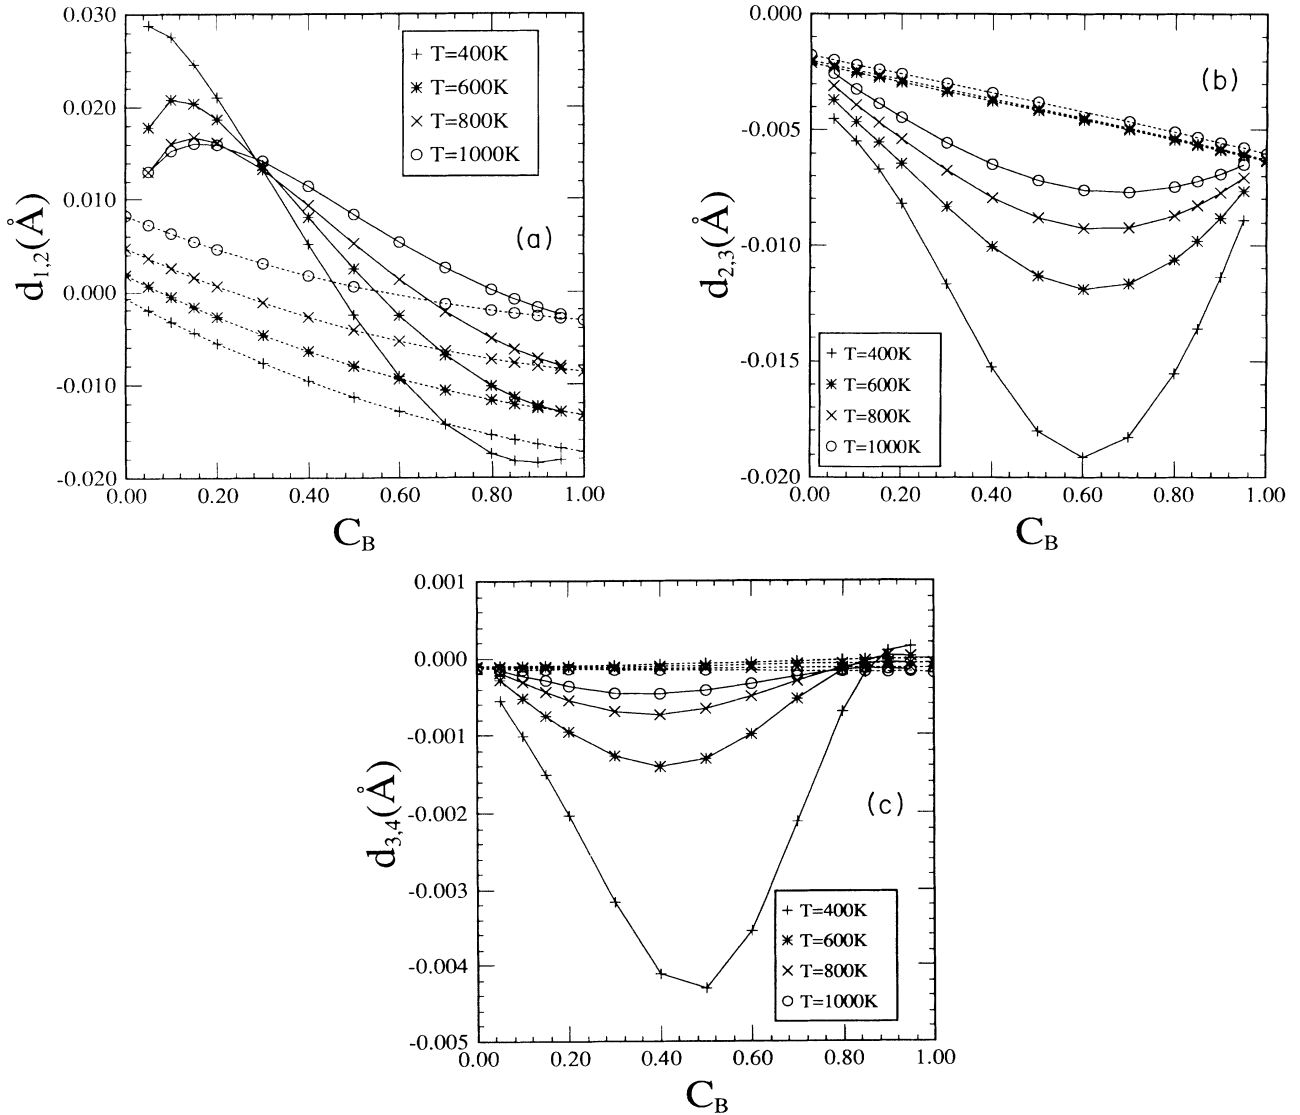 0.030
0.020
0.010
0.000
-0.010
-0.020
d1,2(Å)
+ T=400K
✳ T=600K
× T=800K
○ T=1000K
(a)
0.00 0.20 0.40 0.60 0.80 1.00
CB
0.000
-0.005
-0.010
-0.015
-0.020
d2,3(Å)
(b)
+ T=400K
✳ T=600K
× T=800K
○ T=1000K
0.00 0.20 0.40 0.60 0.80 1.00
CB
0.001
0.000
-0.001
-0.002
-0.003
-0.004
-0.005
d3,4(Å)
(c)
+ T=400K
✳ T=600K
× T=800K
○ T=1000K
0.00 0.20 0.40 0.60 0.80 1.00
CB